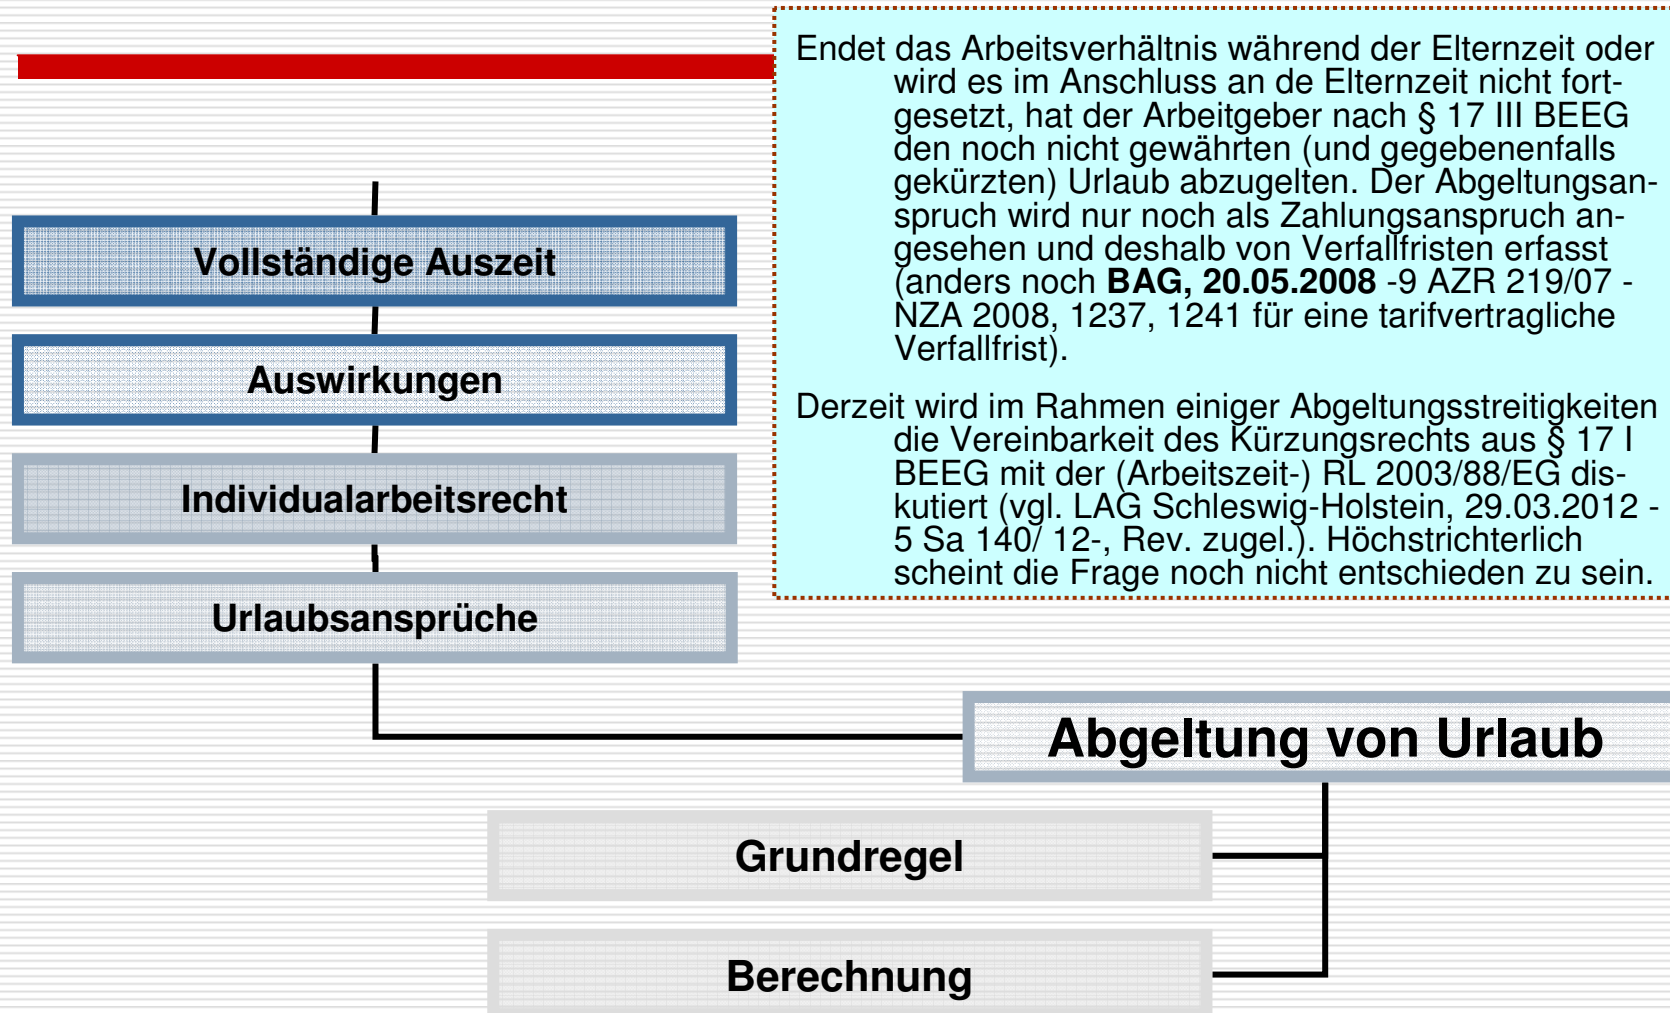 Endet das Arbeitsverhältnis während der Elternzeit oder
wird es im Anschluss an de Elternzeit nicht fort-
gesetzt, hat der Arbeitgeber nach § 17 III BEEG
den noch nicht gewährten (und gegebenenfalls
gekürzten) Urlaub abzugelten. Der Abgeltungsan-
spruch wird nur noch als Zahlungsanspruch an-
gesehen und deshalb von Verfallfristen erfasst
(anders noch BAG, 20.05.2008 -9 AZR 219/07 -
NZA 2008, 1237, 1241 für eine tarifvertragliche
Verfallfrist).
Derzeit wird im Rahmen einiger Abgeltungsstreitigkeiten
die Vereinbarkeit des Kürzungsrechts aus § 17 I
BEEG mit der (Arbeitszeit-) RL 2003/88/EG dis-
kutiert (vgl. LAG Schleswig-Holstein, 29.03.2012 -
5 Sa 140/ 12-, Rev. zugel.). Höchstrichterlich
scheint die Frage noch nicht entschieden zu sein.
Vollständige Auszeit
Auswirkungen
Individualarbeitsrecht
Urlaubsansprüche
Abgeltung von Urlaub
Grundregel
Berechnung